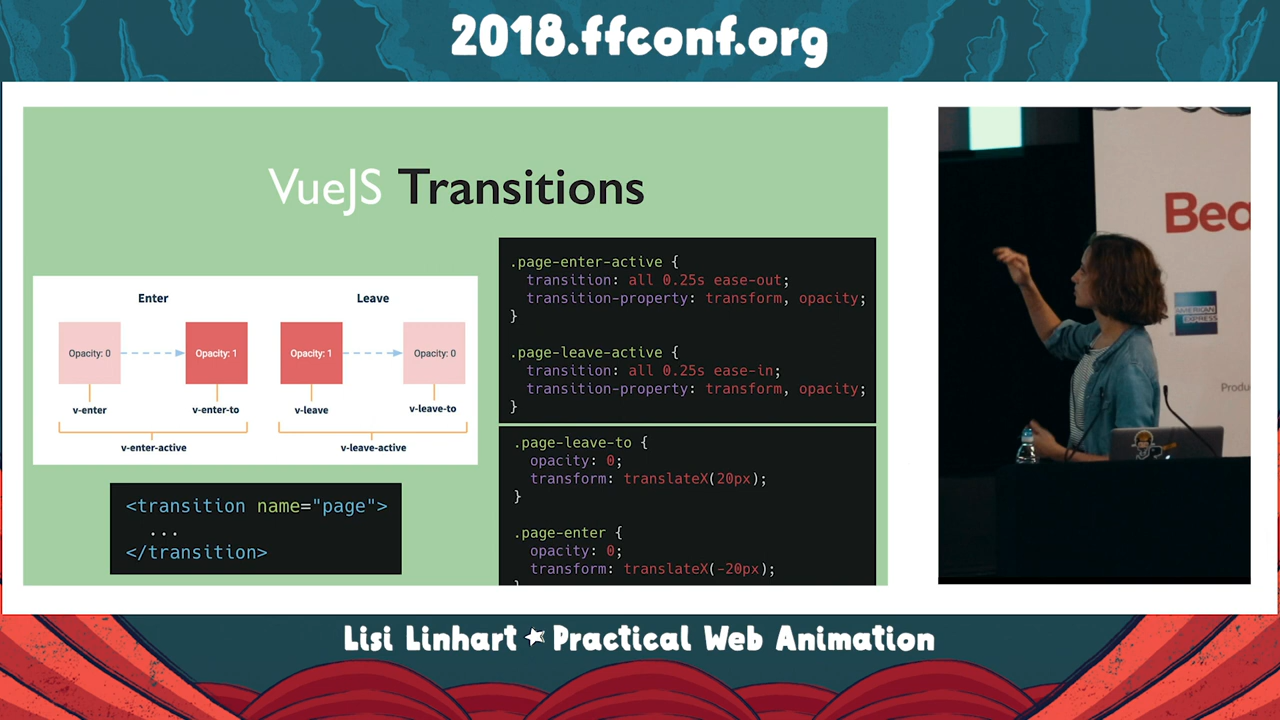 2018.ffconf.org
VueJS Transitions
Enter
Leave
Opacity: 0
Opacity: 1
Opacity: 1
Opacity: 0
v-enter
v-enter-to
v-leave
v-leave-to
v-enter-active
v-leave-active
<transition name="page">
...
</transition>
.page-enter-active {
transition: all 0.25s ease-out;
transition-property: transform, opacity;
}
.page-leave-active {
transition: all 0.25s ease-in;
transition-property: transform, opacity;
}
.page-leave-to {
opacity: 0;
transform: translateX(20px);
}
.page-enter {
opacity: 0;
transform: translateX(-20px);
}
Bea
AMERICAN
EXPRESS
Produ
Lisi Linhart ★ Practical Web Animation